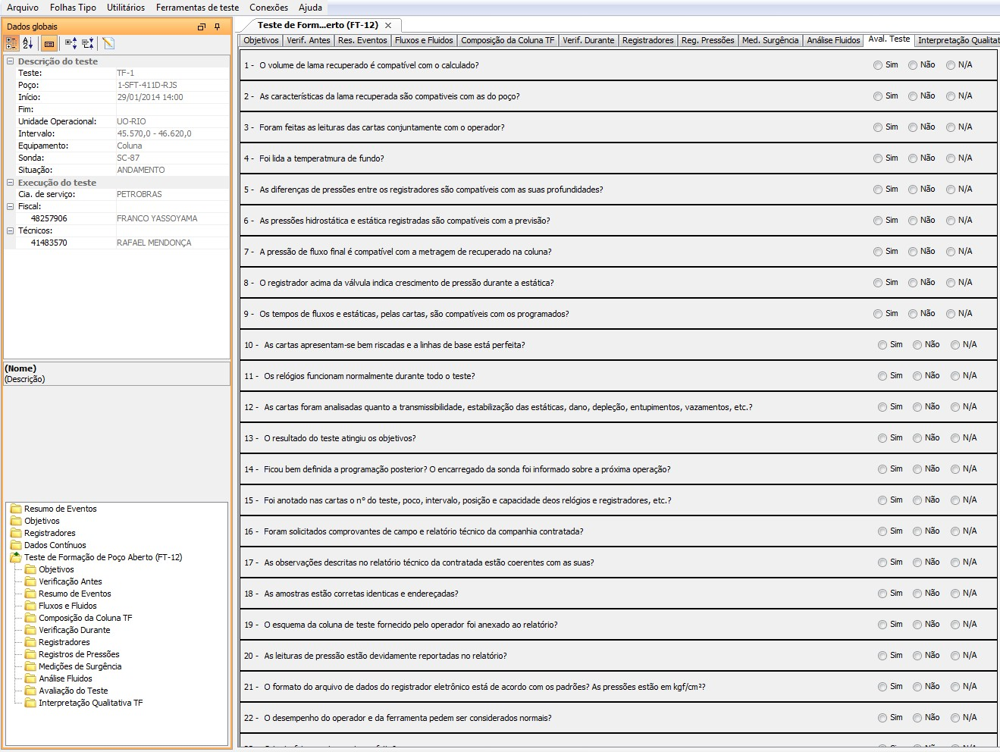 Arquivo Folhas Tipo Utilitários Ferramentas de teste Conexões Ajuda
Dados globais
Descrição do teste
Teste: TF-1
Poço: 1-SFT-411D-RJS
Início: 29/01/2014 14:00
Fim:
Unidade Operacional: UO-RIO
Intervalo: 45.570,0 - 46.620,0
Equipamento: Coluna
Sonda: SC-87
Situação: ANDAMENTO
Execução do teste
Cia. de serviço: PETROBRAS
Fiscal:
48257906 FRANCO YASSOYAMA
Técnicos:
41483570 RAFAEL MENDONÇA
(Nome)
(Descrição)
Resumo de Eventos
Objetivos
Registradores
Dados Contínuos
Teste de Formação de Poço Aberto (FT-12)
Objetivos
Verificação Antes
Resumo de Eventos
Fluxos e Fluidos
Composição da Coluna TF
Verificação Durante
Registradores
Registros de Pressões
Medições de Surgência
Análise Fluidos
Avaliação do Teste
Interpretação Qualitativa TF
Teste de Form...erto (FT-12)
Objetivos Verif. Antes Res. Eventos Fluxos e Fluidos Composição da Coluna TF Verif. Durante Registradores Reg. Pressões Med. Surgência Análise Fluidos Aval. Teste Interpretação Qualitat
1 - O volume de lama recuperado é compatível com o calculado? Sim Não N/A
2 - As características da lama recuperada são compativeis com as do poço? Sim Não N/A
3 - Foram feitas as leituras das cartas conjuntamente com o operador? Sim Não N/A
4 - Foi lida a temperatmura de fundo? Sim Não N/A
5 - As diferenças de pressões entre os registradores são compatíveis com as suas profundidades? Sim Não N/A
6 - As pressões hidrostática e estática registradas são compatíveis com a previsão? Sim Não N/A
7 - A pressão de fluxo final é compatível com a metragem de recuperado na coluna? Sim Não N/A
8 - O registrador acima da válvula indica crescimento de pressão durante a estática? Sim Não N/A
9 - Os tempos de fluxos e estáticas, pelas cartas, são compatíveis com os programados? Sim Não N/A
10 - As cartas apresentam-se bem riscadas e a linhas de base está perfeita? Sim Não N/A
11 - Os relógios funcionam normalmente durante todo o teste? Sim Não N/A
12 - As cartas foram analisadas quanto a transmissibilidade, estabilização das estáticas, dano, depleção, entupimentos, vazamentos, etc.? Sim Não N/A
13 - O resultado do teste atingiu os objetivos? Sim Não N/A
14 - Ficou bem definida a programação posterior? O encarregado da sonda foi informado sobre a próxima operação? Sim Não N/A
15 - Foi anotado nas cartas o nº do teste, poco, intervalo, posição e capacidade deos relógios e registradores, etc.? Sim Não N/A
16 - Foram solicitados comprovantes de campo e relatório técnico da companhia contratada? Sim Não N/A
17 - As observações descritas no relatório técnico da contratada estão coerentes com as suas? Sim Não N/A
18 - As amostras estão corretas identicas e endereçadas? Sim Não N/A
19 - O esquema da coluna de teste fornecido pelo operador foi anexado ao relatório? Sim Não N/A
20 - As leituras de pressão estão devidamente reportadas no relatório? Sim Não N/A
21 - O formato do arquivo de dados do registrador eletrônico está de acordo com os padrões? As pressões estão em kgf/cm²? Sim Não N/A
22 - O desempenho do operador e da ferramenta pedem ser considerados normais? Sim Não N/A